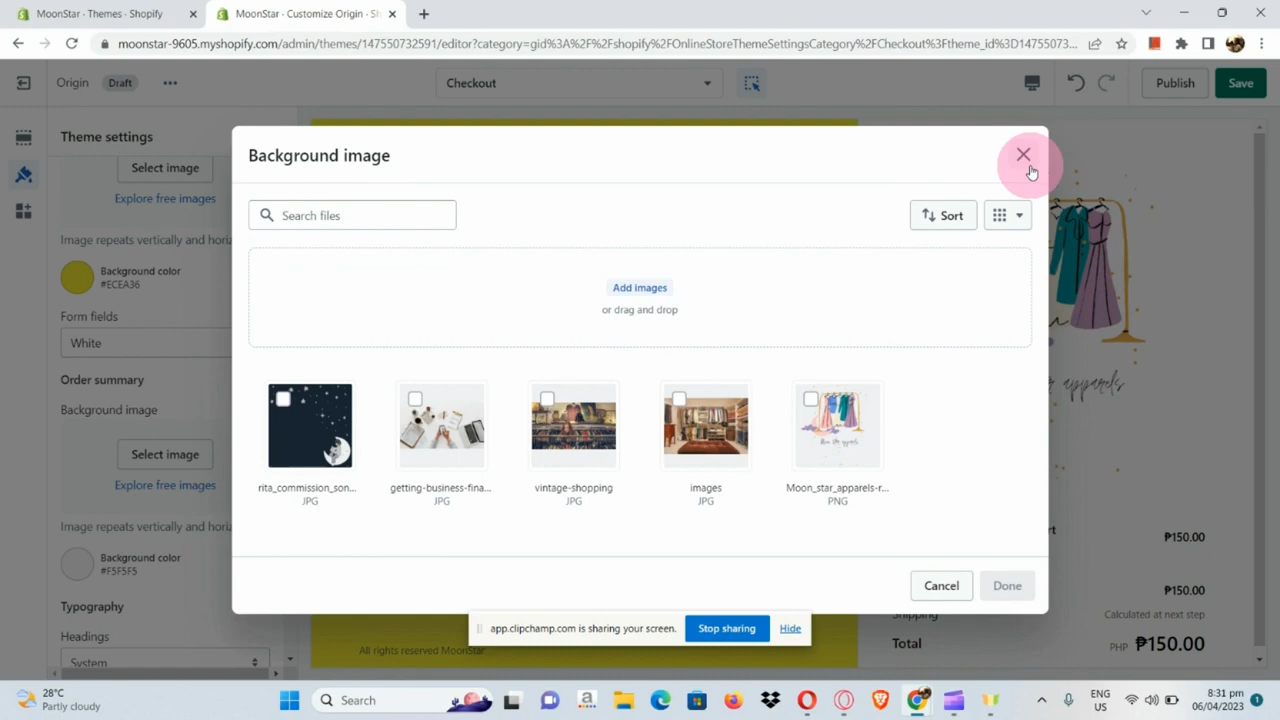 MoonStar · Themes · Shopify
MoonStar · Customize Origin · Sh
moonstar-9605.myshopify.com/admin/themes/147550732591/editor?category=gid%3A%2F%2Fshopify%2FOnlineStoreThemeSettingsCategory%2FCheckout%3Ftheme_id%3D14755073...
Origin
Draft
Checkout
Publish
Save
Theme settings
Select image
Explore free images
Image repeats vertically and horiz
Background color
#ECEA36
Form fields
White
Order summary
Background image
Select image
Explore free images
Image repeats vertically and horiz
Background color
#F5F5F5
Typography
Headings
System
Background image
Search files
Sort
Add images
or drag and drop
rita_commission_son...
JPG
getting-business-fina...
JPG
vintage-shopping
JPG
images
JPG
Moon_star_apparels-r...
PNG
Cancel
Done
apparels
₱150.00
₱150.00
Shipping
Calculated at next step
Total
PHP ₱150.00
app.clipchamp.com is sharing your screen.
Stop sharing
Hide
All rights reserved MoonStar
28°C
Partly cloudy
Search
ENG
US
8:31 pm
06/04/2023
1